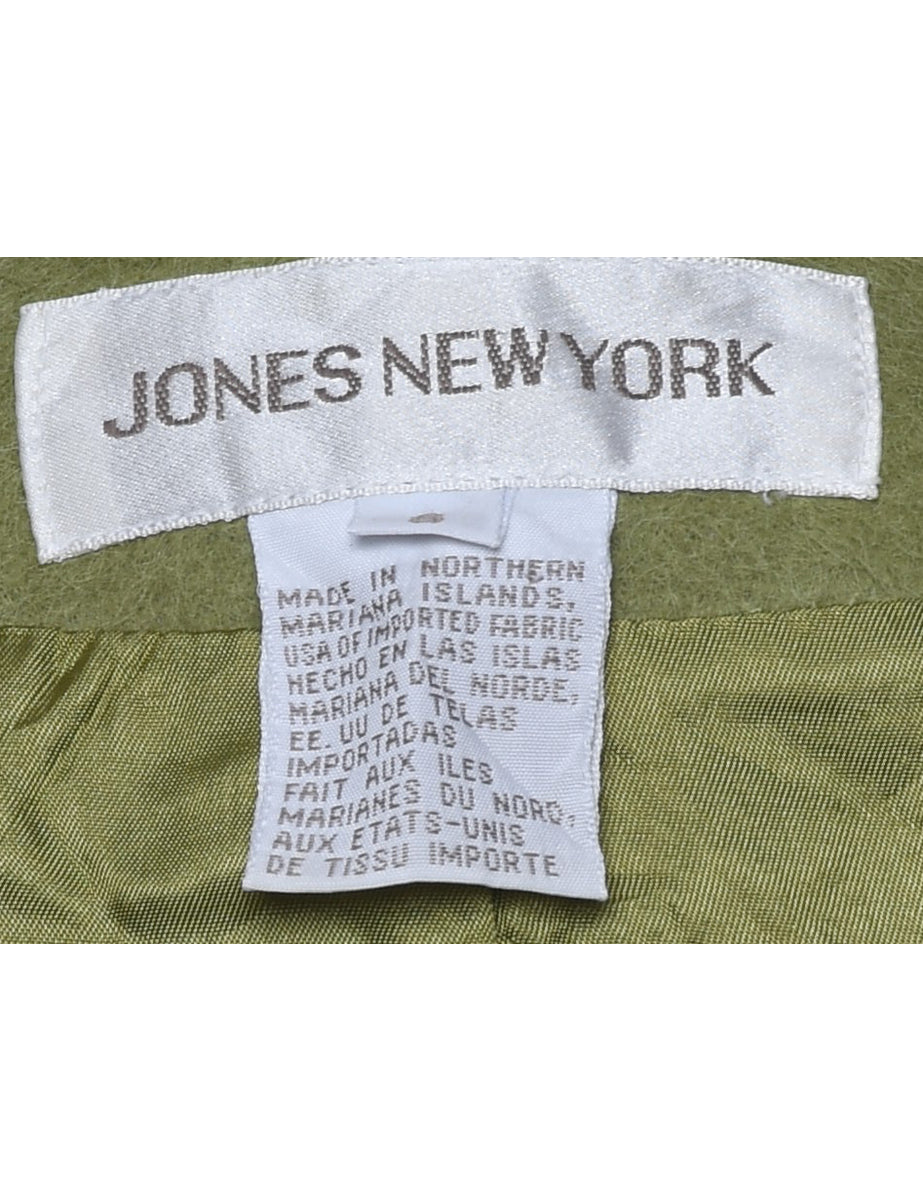 JONES NEW YORK
MADE IN NORTHERN
MARIANA ISLANDS,
USA OF IMPORTED FABRIC
HECHO EN LAS ISLAS
MARIANA DEL NORDE,
EE. UU DE TELAS
IMPORTADAS
FAIT AUX ILES
MARIANES DU NORD,
AUX ETATS-UNIS
DE TISSU IMPORTE